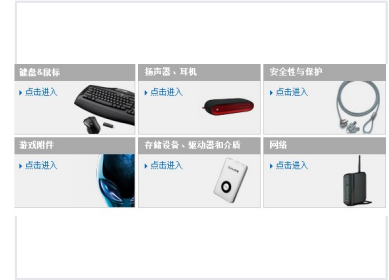 键盘&鼠标
扬声器、耳机
安全性与保护
点击进入
点击进入
点击进入
游戏附件
存储设备、驱动器和介质
网络
点击进入
点击进入
点击进入